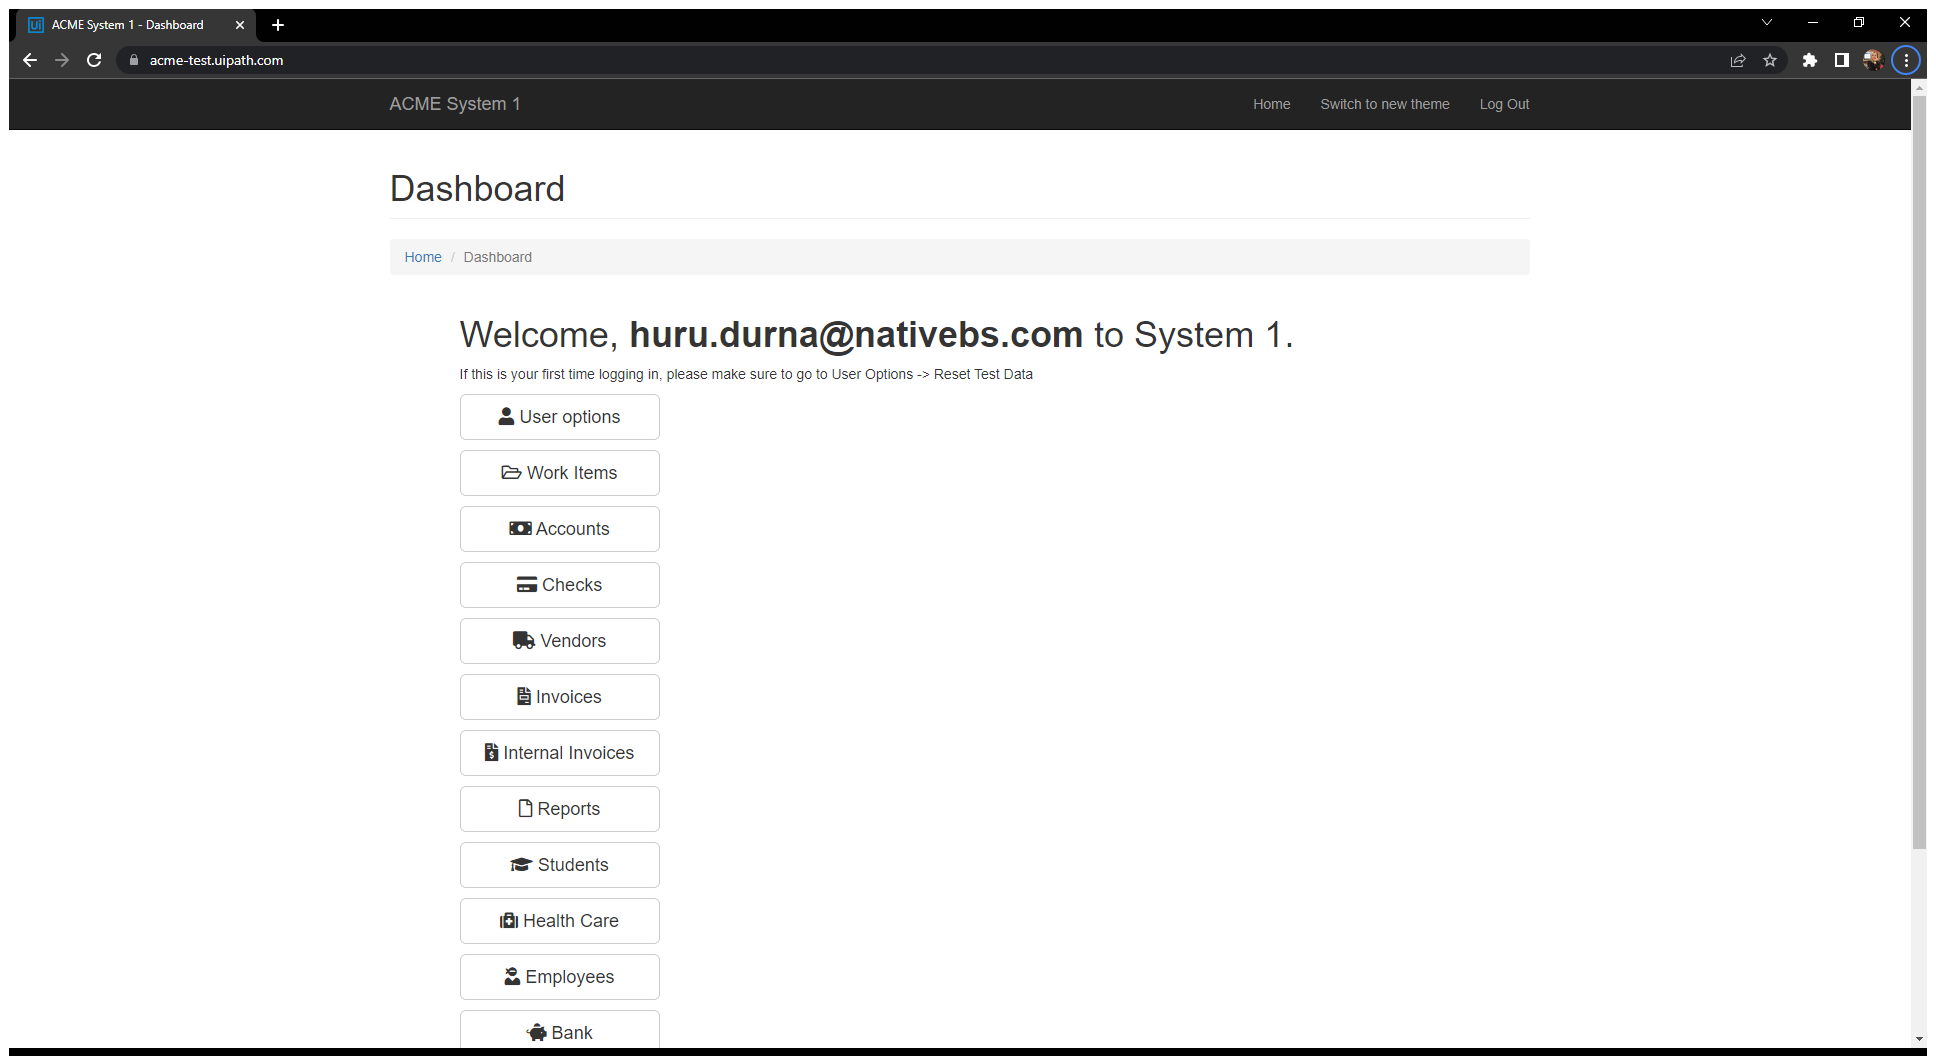 Ui ACME System 1 - Dashboard
acme-test.uipath.com
ACME System 1 Home Switch to new theme Log Out
Dashboard
Home / Dashboard
Welcome, huru.durna@nativebs.com to System 1.
If this is your first time logging in, please make sure to go to User Options -> Reset Test Data
User options
Work Items
Accounts
Checks
Vendors
Invoices
Internal Invoices
Reports
Students
Health Care
Employees
Bank